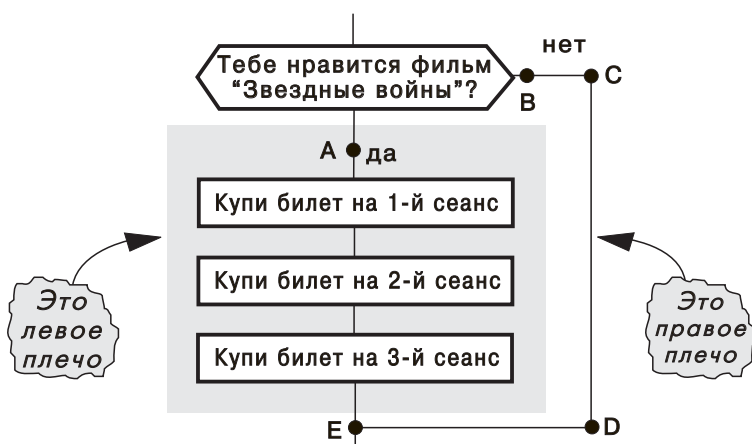 нет
Тебе нравится фильм
“Звездные войны”?
B
C
A
да
Купи билет на 1-й сеанс
Купи билет на 2-й сеанс
Это
левое
плечо
Это
правое
плечо
Купи билет на 3-й сеанс
E
D